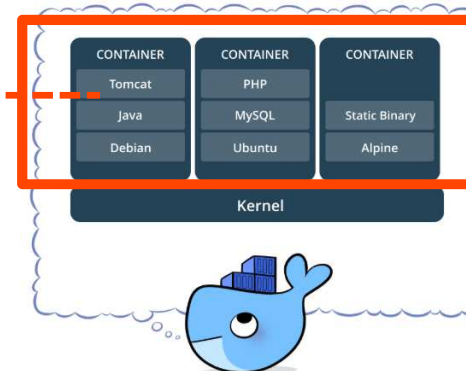 CONTAINER
Tomcat
Java
Debian
CONTAINER
PHP
MySQL
Ubuntu
CONTAINER
Static Binary
Alpine
Kernel